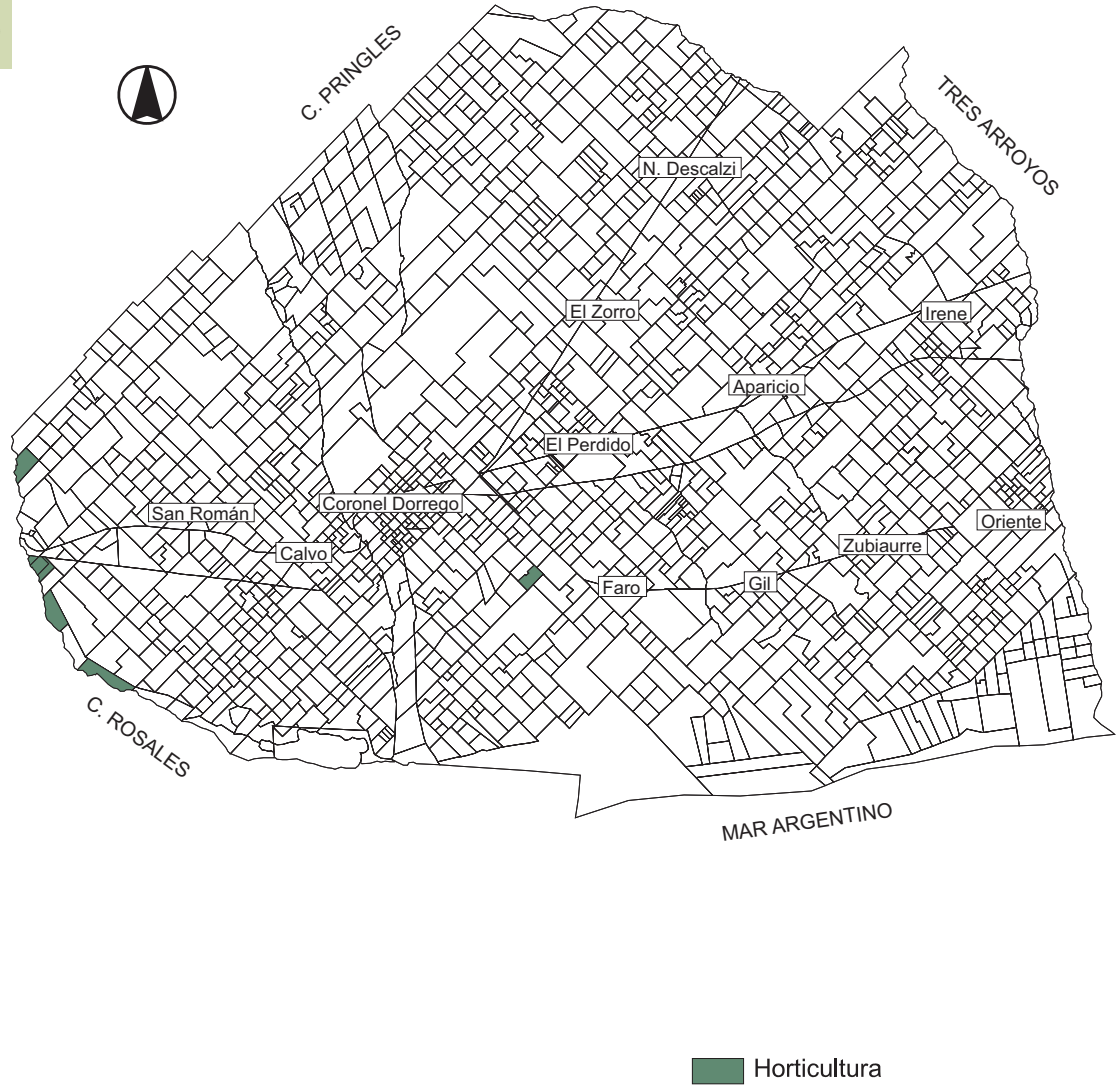 C. PRINGLES
TRES ARROYOS
N. Descalzi
El Zorro
Irene
Aparicio
El Perdido
Coronel Dorrego
San Román
Oriente
Calvo
Zubiaurre
Faro
Gil
C. ROSALES
MAR ARGENTINO
Horticultura